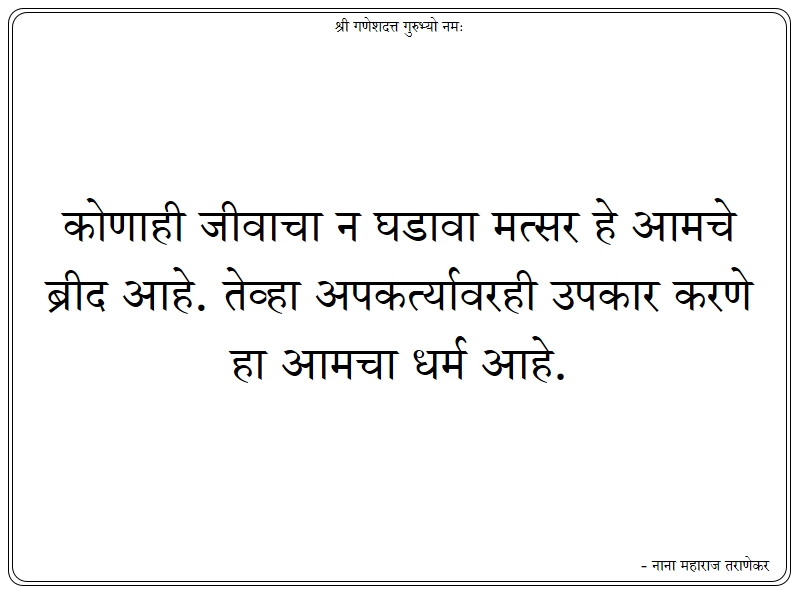 श्री गणेशदत्त गुरुभ्यो नमः
कोणाही जीवाचा न घडावा मत्सर हे आमचे
ब्रीद आहे. तेव्हा अपकर्त्यावरही उपकार करणे
हा आमचा धर्म आहे.
- नाना महाराज तराणेकर